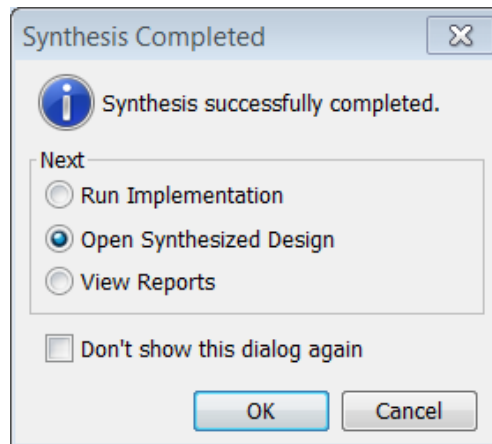 Synthesis Completed
Synthesis successfully completed.
Next
Run Implementation
Open Synthesized Design
View Reports
Don't show this dialog again
OK
Cancel